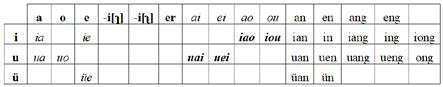 a o e -i[ʅ] -i[ʅ] er ai ei ao ou an en ang eng
i ia ie iao iou ian in iang ing iong
u ua uo uai uei uan uen uang ueng ong
ü üe üan ün